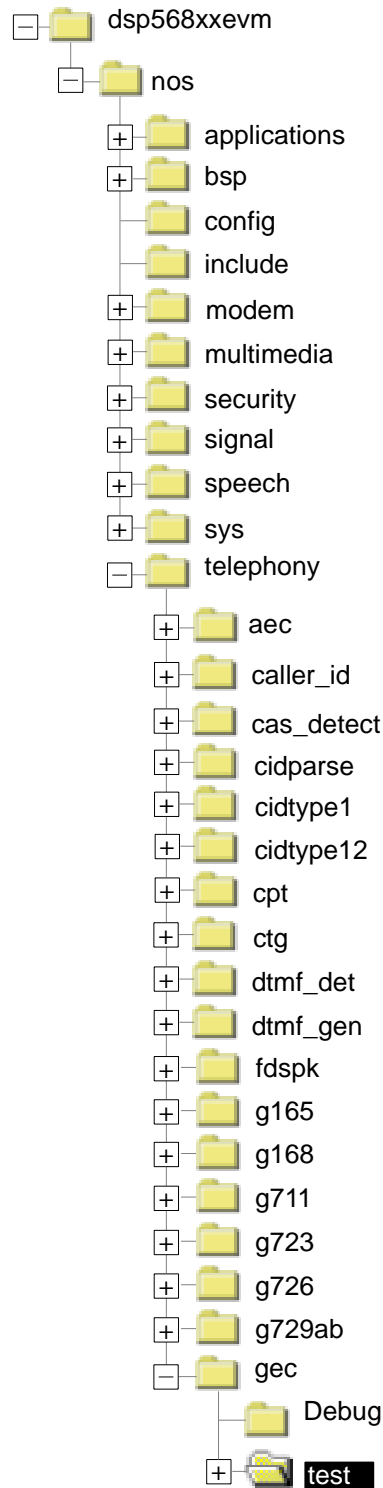 dsp568xxevm
nos
applications
bsp
config
include
modem
multimedia
security
signal
speech
sys
telephony
aec
caller_id
cas_detect
cidparse
cidtype1
cidtype12
cpt
ctg
dtmf_det
dtmf_gen
fdspk
g165
g168
g711
g723
g726
g729ab
gec
Debug
test